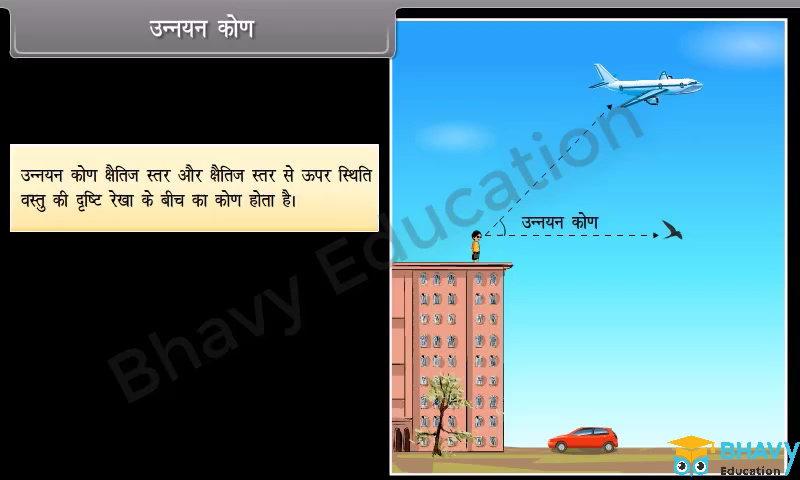 उन्नयन कोण
उन्नयन कोण क्षैतिज स्तर और क्षैतिज स्तर से ऊपर स्थिति
वस्तु की दृष्टि रेखा के बीच का कोण होता है।
उन्नयन कोण
Bhavy Education
BHAVY
Education